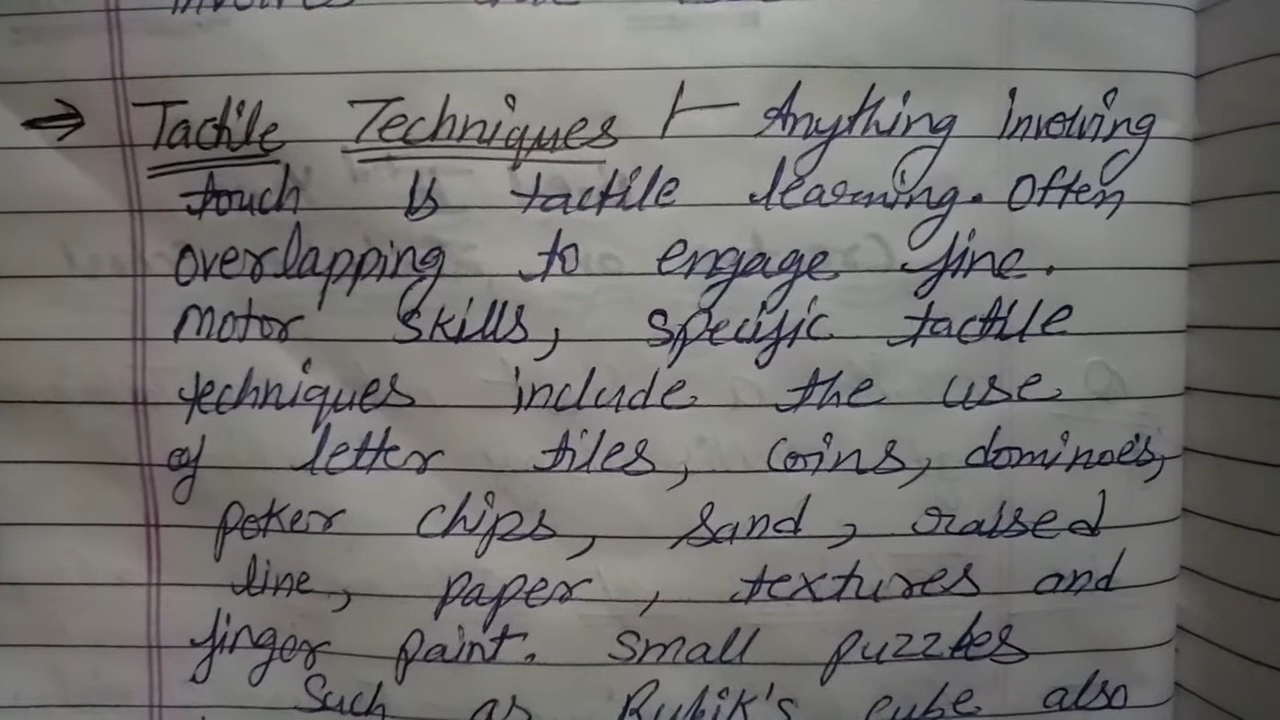 ⇒ Tactile Techniques :- Anything Involving
touch is tactile learning. Often
overlapping to engage fine.
motor skills, specific tactile
techniques include the use
of letter tiles, coins, dominoes,
poker chips, sand, raised
line, paper, textures and
finger paint. Small puzzles
Such as Rubik's cube also